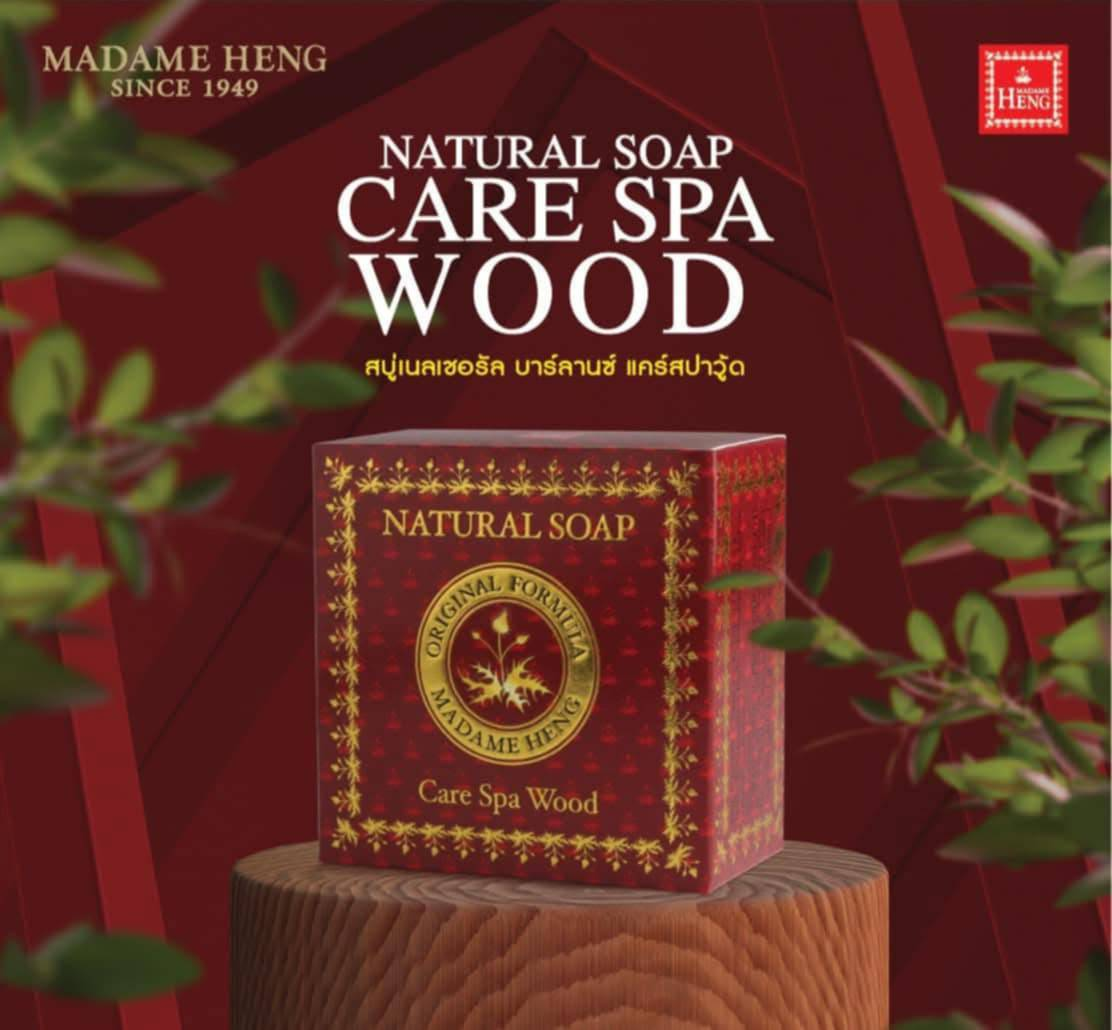 MADAME HENG
SINCE 1949
MADAME
HENG
NATURAL SOAP
CARE SPA
WOOD
สบู่เนลเชอรัล บาร์ลานซ์ แคร์สปาวู้ด
NATURAL SOAP
ORIGINAL FORMULA
MADAME HENG
Care Spa Wood